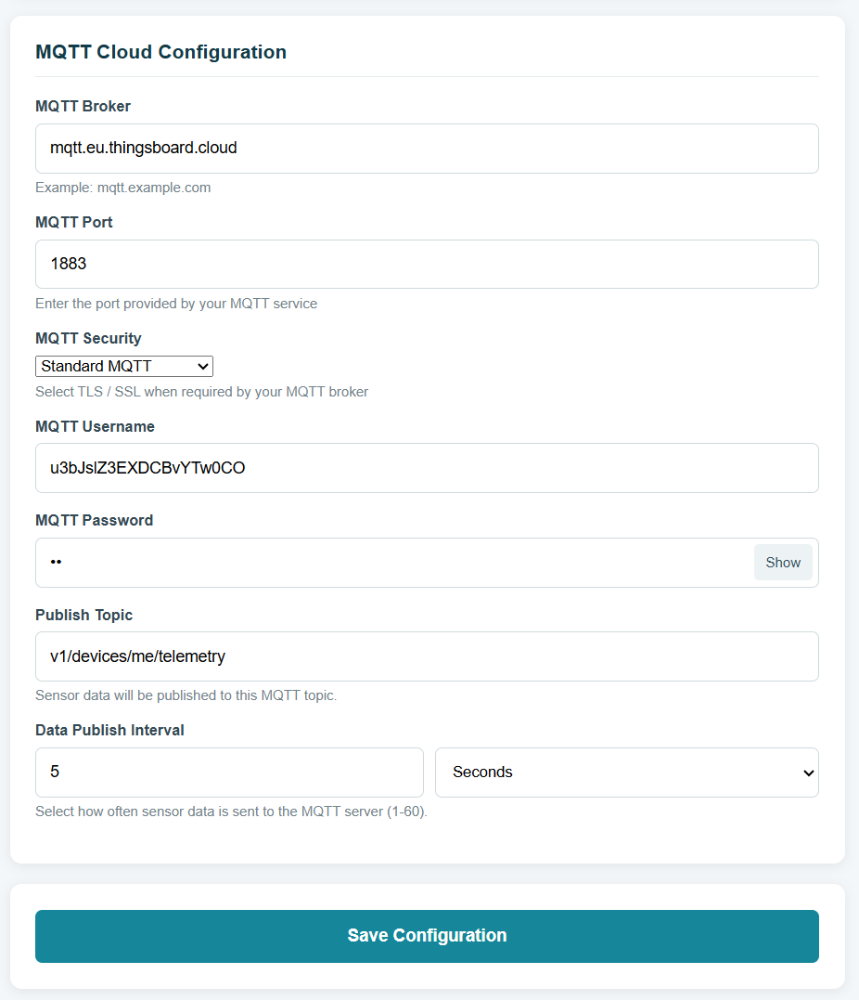 MQTT Cloud Configuration
MQTT Broker
mqtt.eu.thingsboard.cloud
Example: mqtt.example.com
MQTT Port
1883
Enter the port provided by your MQTT service
MQTT Security
Standard MQTT
Select TLS / SSL when required by your MQTT broker
MQTT Username
u3bJslZ3EXDCBvYTw0CO
MQTT Password
••
Show
Publish Topic
v1/devices/me/telemetry
Sensor data will be published to this MQTT topic.
Data Publish Interval
5
Seconds
Select how often sensor data is sent to the MQTT server (1-60).
Save Configuration